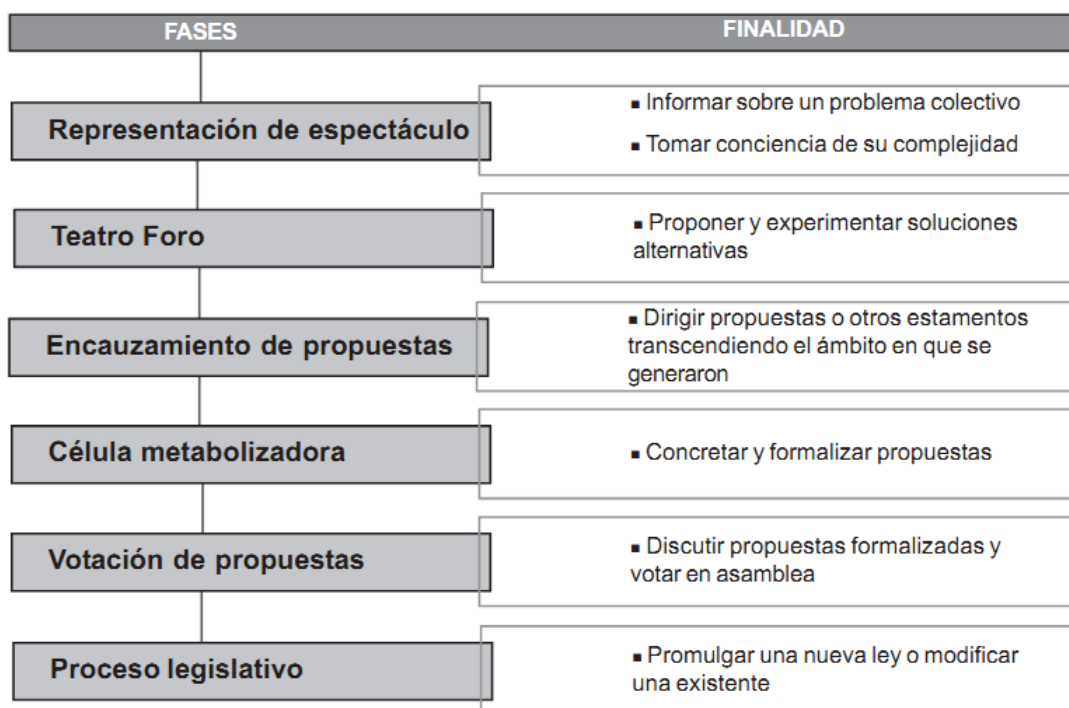 FASES FINALIDAD
Representación de espectáculo
▪ Informar sobre un problema colectivo
▪ Tomar conciencia de su complejidad
Teatro Foro
▪ Proponer y experimentar soluciones
alternativas
Encauzamiento de propuestas
▪ Dirigir propuestas o otros estamentos
transcendiendo el ámbito en que se
generaron
Célula metabolizadora
▪ Concretar y formalizar propuestas
Votación de propuestas
▪ Discutir propuestas formalizadas y
votar en asamblea
Proceso legislativo
▪ Promulgar una nueva ley o modificar
una existente